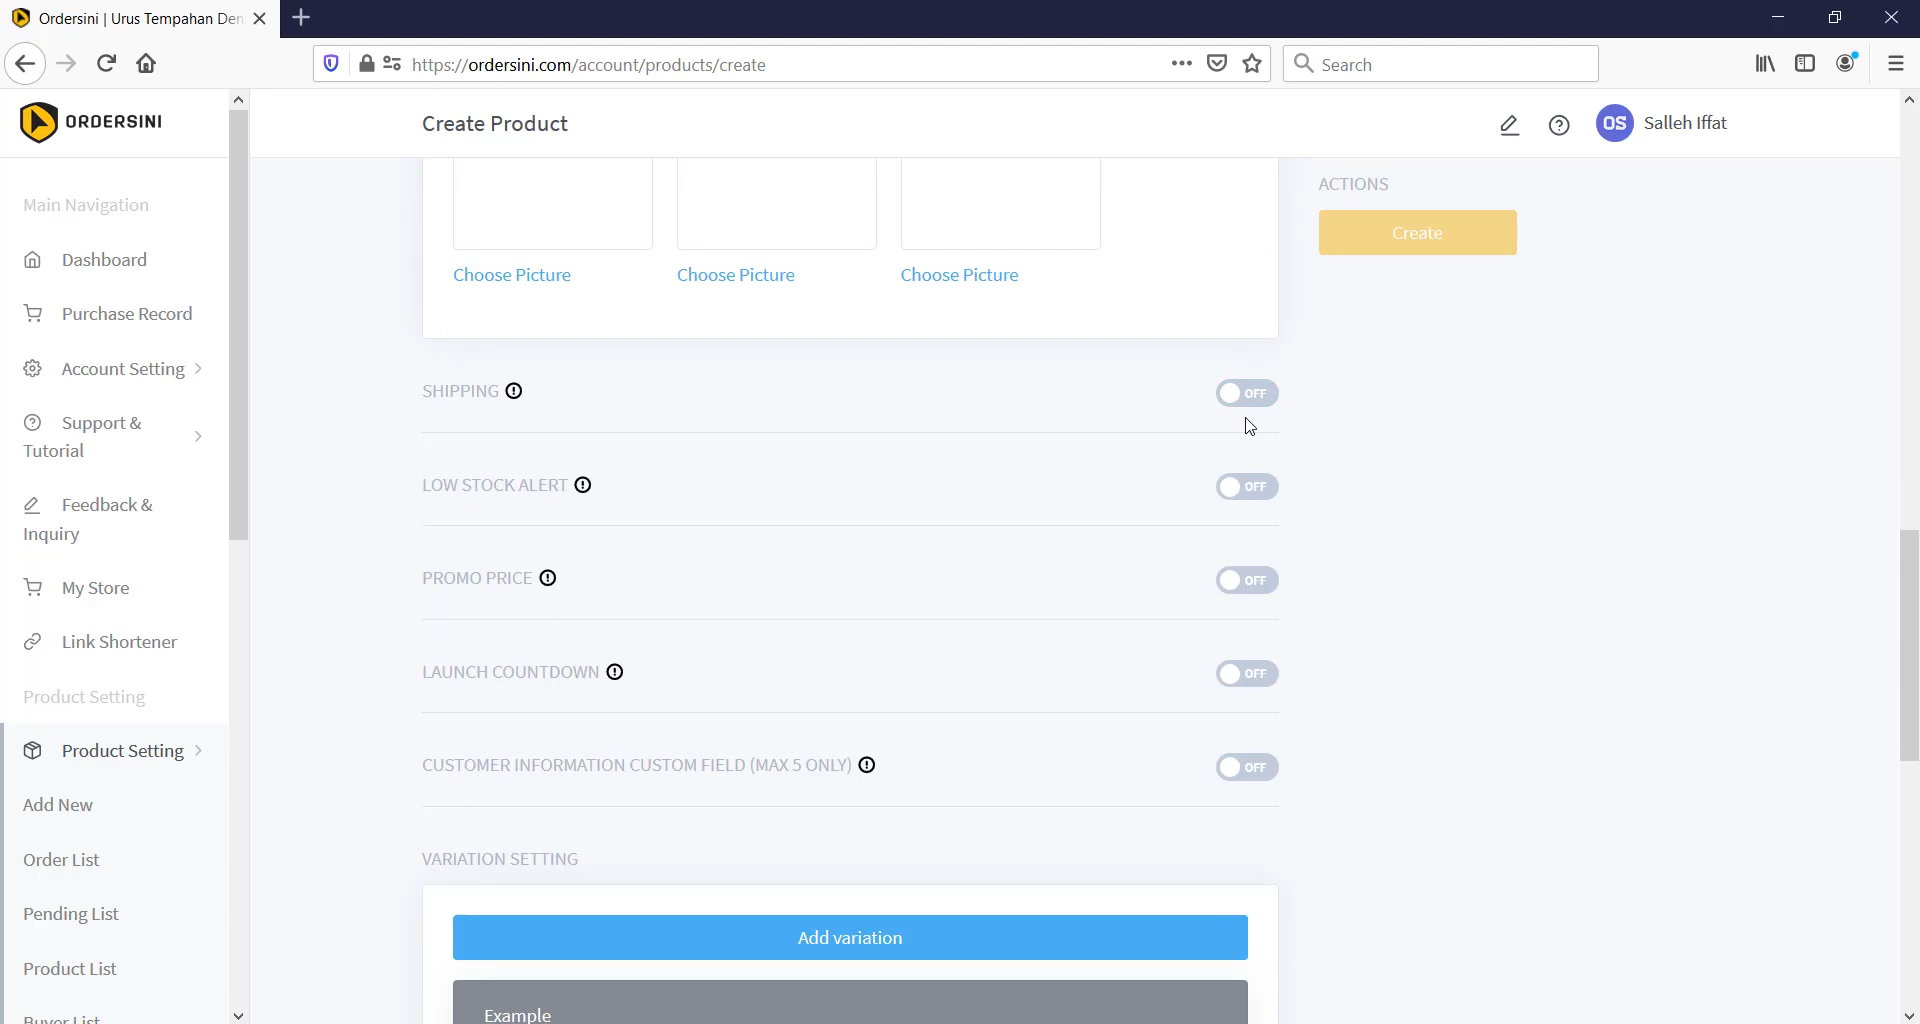 Ordersini | Urus Tempahan Den
https://ordersini.com/account/products/create
Search
ORDERSINI
Create Product
OS
Salleh Iffat
Main Navigation
Dashboard
Purchase Record
Account Setting
Support &
Tutorial
Feedback &
Inquiry
My Store
Link Shortener
Product Setting
Product Setting
Add New
Order List
Pending List
Product List
Buyer List
Choose Picture
Choose Picture
Choose Picture
SHIPPING
OFF
LOW STOCK ALERT
OFF
PROMO PRICE
OFF
LAUNCH COUNTDOWN
OFF
CUSTOMER INFORMATION CUSTOM FIELD (MAX 5 ONLY)
OFF
VARIATION SETTING
Add variation
Example
ACTIONS
Create